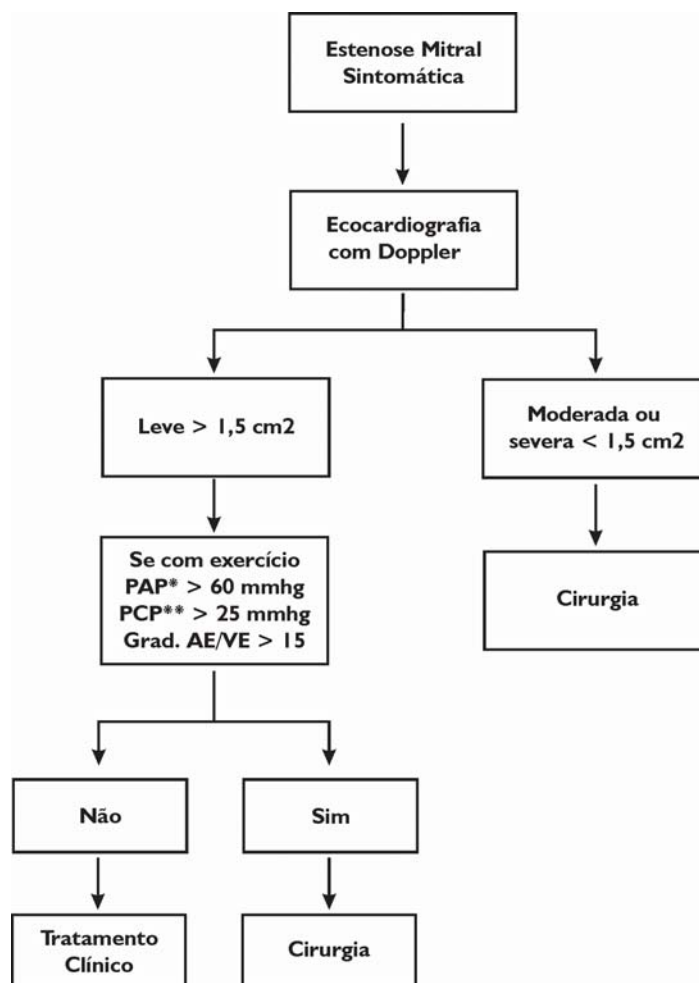 Estenose Mitral
Sintomática
Ecocardiografia
com Doppler
Leve > 1,5 cm2
Moderada ou
severa < 1,5 cm2
Se com exercício
PAP* > 60 mmhg
PCP** > 25 mmhg
Grad. AE/VE > 15
Cirurgia
Não
Sim
Tratamento
Clínico
Cirurgia